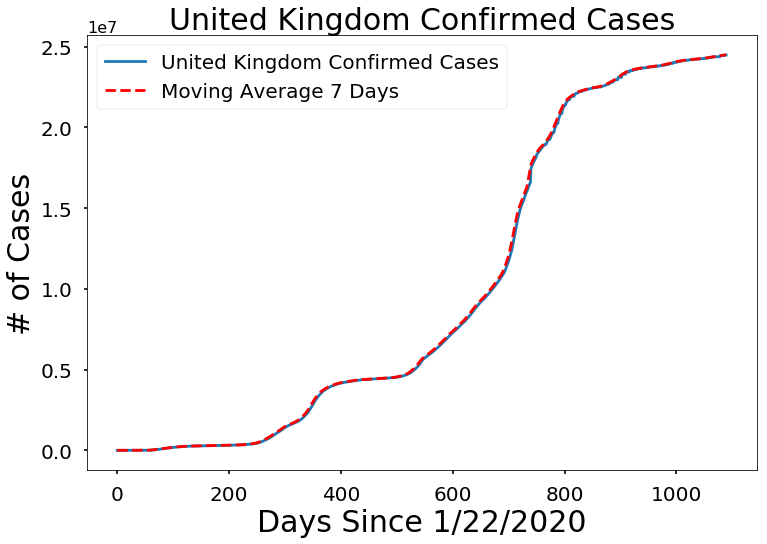 United Kingdom Confirmed Cases
1e7
2.5
2.0
1.5
1.0
0.5
0.0
# of Cases
United Kingdom Confirmed Cases
Moving Average 7 Days
0 200 400 600 800 1000
Days Since 1/22/2020